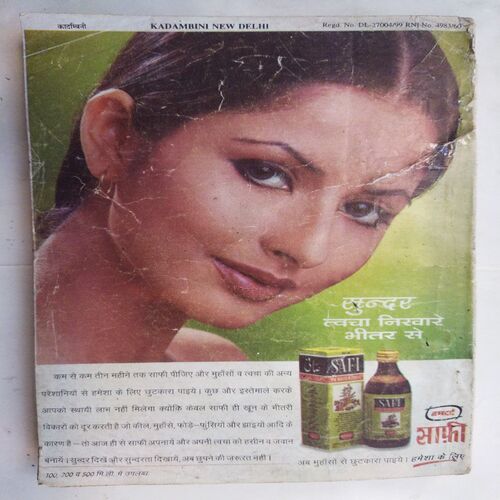 कादम्बिनी KADAMBINI NEW DELHI Regd. No. DL-27004/99 RNI-No. 4983/60
सुन्दर
त्वचा निखारे
भीतर से
कम से कम तीन महीने तक साफी पीजिए और मुहाँसों व त्वचा की अन्य
परेशानियों से हमेशा के लिए छुटकारा पाइये। कुछ और इस्तेमाल करके
आपको स्थायी लाभ नहीं मिलेगा क्योंकि केवल साफी ही खून के भीतरी
विकारों को दूर करती है जो कील, मुहाँसे, फोड़े-फुंसियों और झाइयों आदि के
कारण है – तो आज ही से साफी अपनायें और अपनी त्वचा को हसीन व जवान
बनायें। सुन्दर दिखें और सुन्दरता दिखायें, अब छुपने की जरूरत नहीं।
100, 200 व 500 मि.ली. में उपलब्ध.
SAFI
SAFI
हमदर्द
साफ़ी
अब मुहाँसों से छुटकारा पाइये। हमेशा के लिए